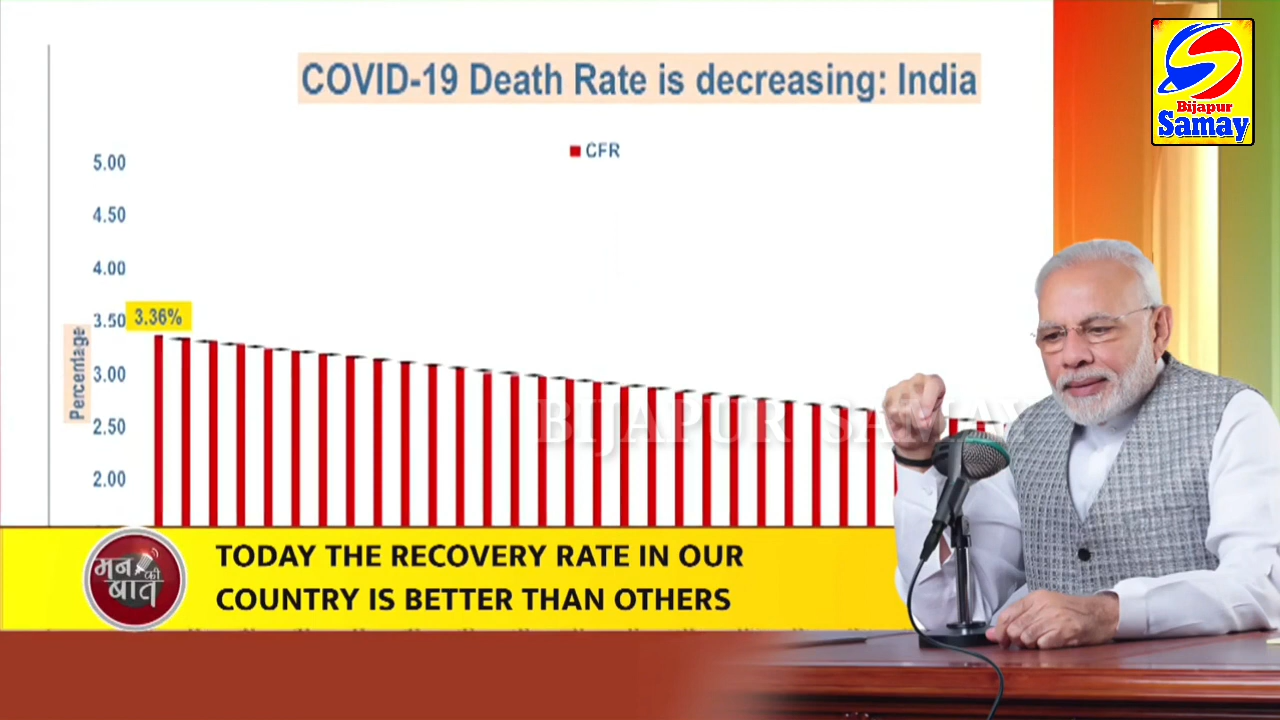 COVID-19 Death Rate is decreasing: India
Bijapur
Samay
CFR
5.00
4.50
4.00
3.50
3.36%
3.00
2.50
2.00
Percentage
BIJAPUR SAMAY
मन
की
बात
TODAY THE RECOVERY RATE IN OUR
COUNTRY IS BETTER THAN OTHERS